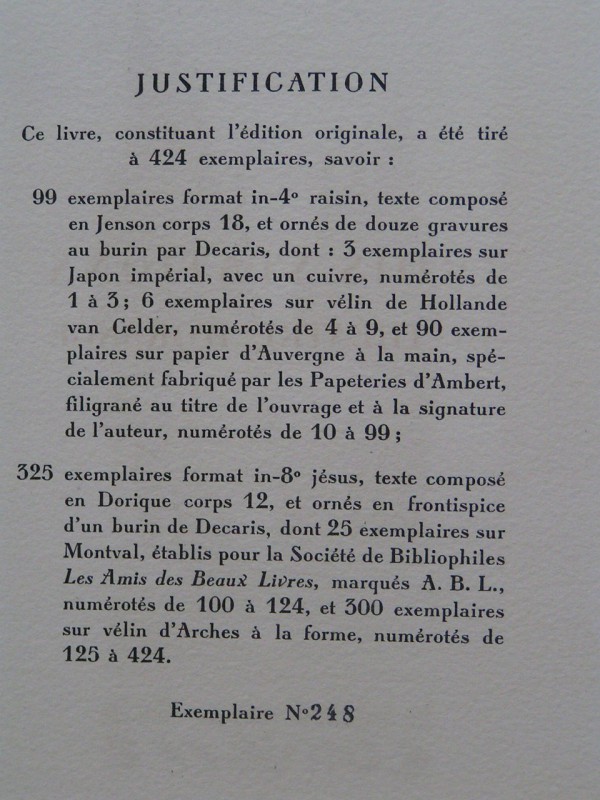 JUSTIFICATION
Ce livre, constituant l'édition originale, a été tiré
à 424 exemplaires, savoir :
99 exemplaires format in-4º raisin, texte composé
en Jenson corps 18, et ornés de douze gravures
au burin par Decaris, dont : 3 exemplaires sur
Japon impérial, avec un cuivre, numérotés de
1 à 3 ; 6 exemplaires sur vélin de Hollande
van Gelder, numérotés de 4 à 9, et 90 exem-
plaires sur papier d'Auvergne à la main, spé-
cialement fabriqué par les Papeteries d'Ambert,
filigrané au titre de l'ouvrage et à la signature
de l'auteur, numérotés de 10 à 99 ;
325 exemplaires format in-8º jésus, texte composé
en Dorique corps 12, et ornés en frontispice
d'un burin de Decaris, dont 25 exemplaires sur
Montval, établis pour la Société de Bibliophiles
Les Amis des Beaux Livres, marqués A. B. L.,
numérotés de 100 à 124, et 300 exemplaires
sur vélin d'Arches à la forme, numérotés de
125 à 424.
Exemplaire Nº 248